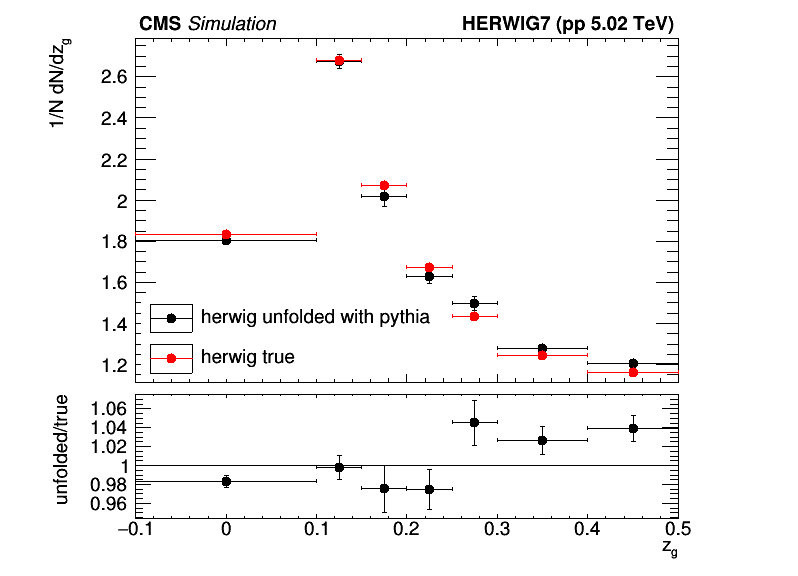 CMS Simulation HERWIG7 (pp 5.02 TeV)
1/N dN/dz_g
2.6
2.4
2.2
2
1.8
1.6
1.4
1.2
herwig unfolded with pythia
herwig true
unfolded/true
1.06
1.04
1.02
1
0.98
0.96
−0.1 0 0.1 0.2 0.3 0.4 0.5
z_g